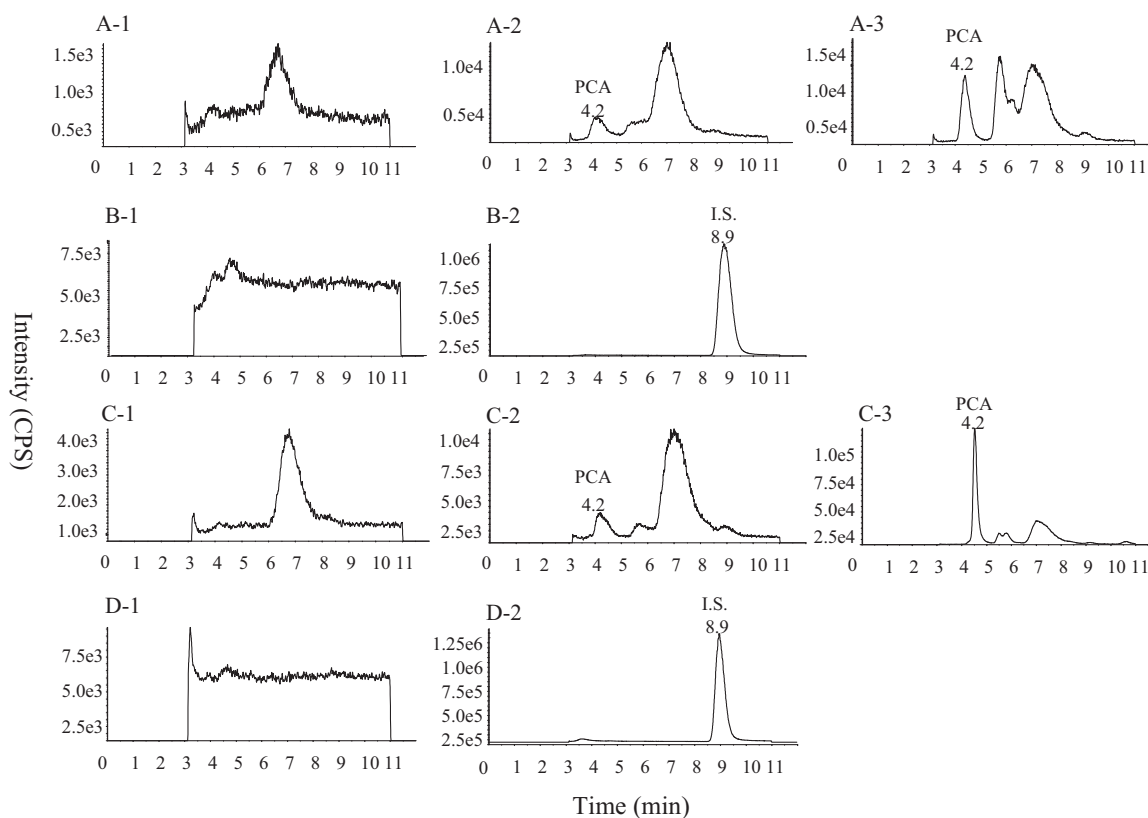 A-1
1.5e3
1.0e3
0.5e3
0 1 2 3 4 5 6 7 8 9 10 11
A-2
1.0e4
0.5e4
PCA
4.2
0 1 2 3 4 5 6 7 8 9 10 11
A-3
1.5e4
1.0e4
0.5e4
PCA
4.2
0 1 2 3 4 5 6 7 8 9 10 11
B-1
7.5e3
5.0e3
2.5e3
0 1 2 3 4 5 6 7 8 9 10 11
B-2
I.S.
8.9
1.0e6
7.5e5
5.0e5
2.5e5
0 1 2 3 4 5 6 7 8 9 10 11
Intensity (CPS)
C-1
4.0e3
3.0e3
2.0e3
1.0e3
0 1 2 3 4 5 6 7 8 9 10 11
C-2
1.0e4
7.5e3
5.0e3
2.5e3
PCA
4.2
0 1 2 3 4 5 6 7 8 9 10 11
C-3
PCA
4.2
1.0e5
7.5e4
5.0e4
2.5e4
0 1 2 3 4 5 6 7 8 9 10 11
D-1
7.5e3
5.0e3
2.5e3
0 1 2 3 4 5 6 7 8 9 10 11
D-2
I.S.
8.9
1.25e6
1.0e6
7.5e5
5.0e5
2.5e5
0 1 2 3 4 5 6 7 8 9 10 11
Time (min)